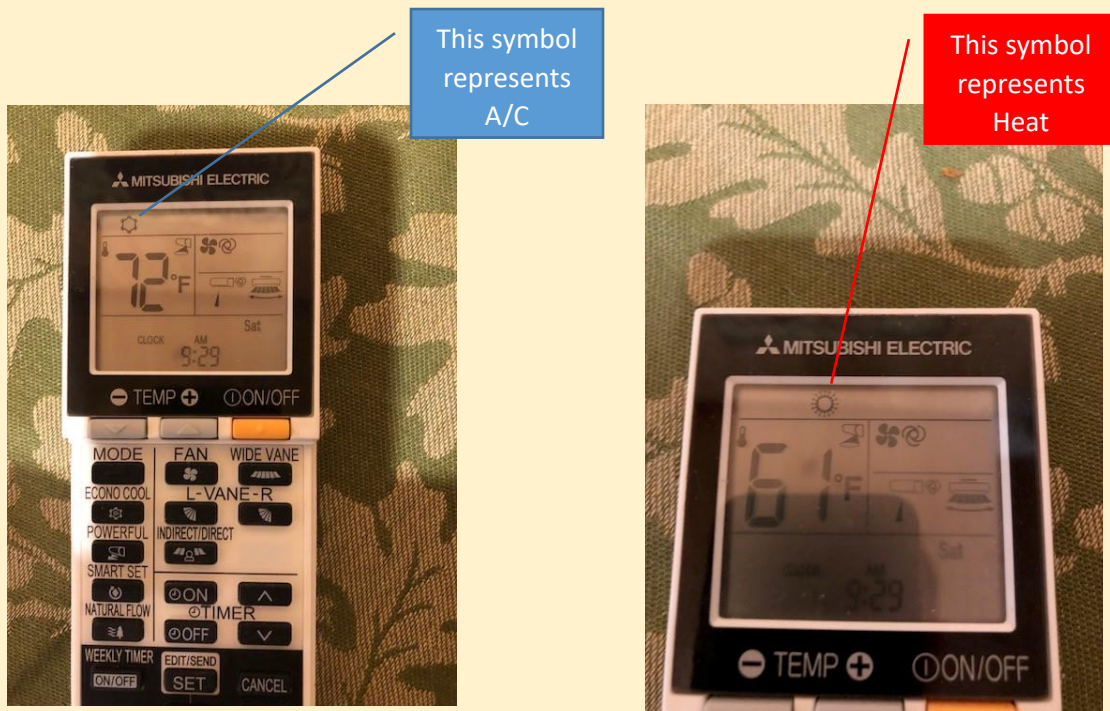 This symbol
represents
A/C
This symbol
represents
Heat
MITSUBISHI ELECTRIC
72°F
Sat
CLOCK AM
9:29
TEMP ON/OFF
MODE FAN WIDE VANE
ECONO COOL L-VANE-R
POWERFUL INDIRECT/DIRECT
SMART SET
ON
NATURAL FLOW TIMER
OFF
WEEKLY TIMER EDIT/SEND
ON/OFF SET CANCEL
MITSUBISHI ELECTRIC
61°F
Sat
CLOCK AM
9:29
TEMP ON/OFF